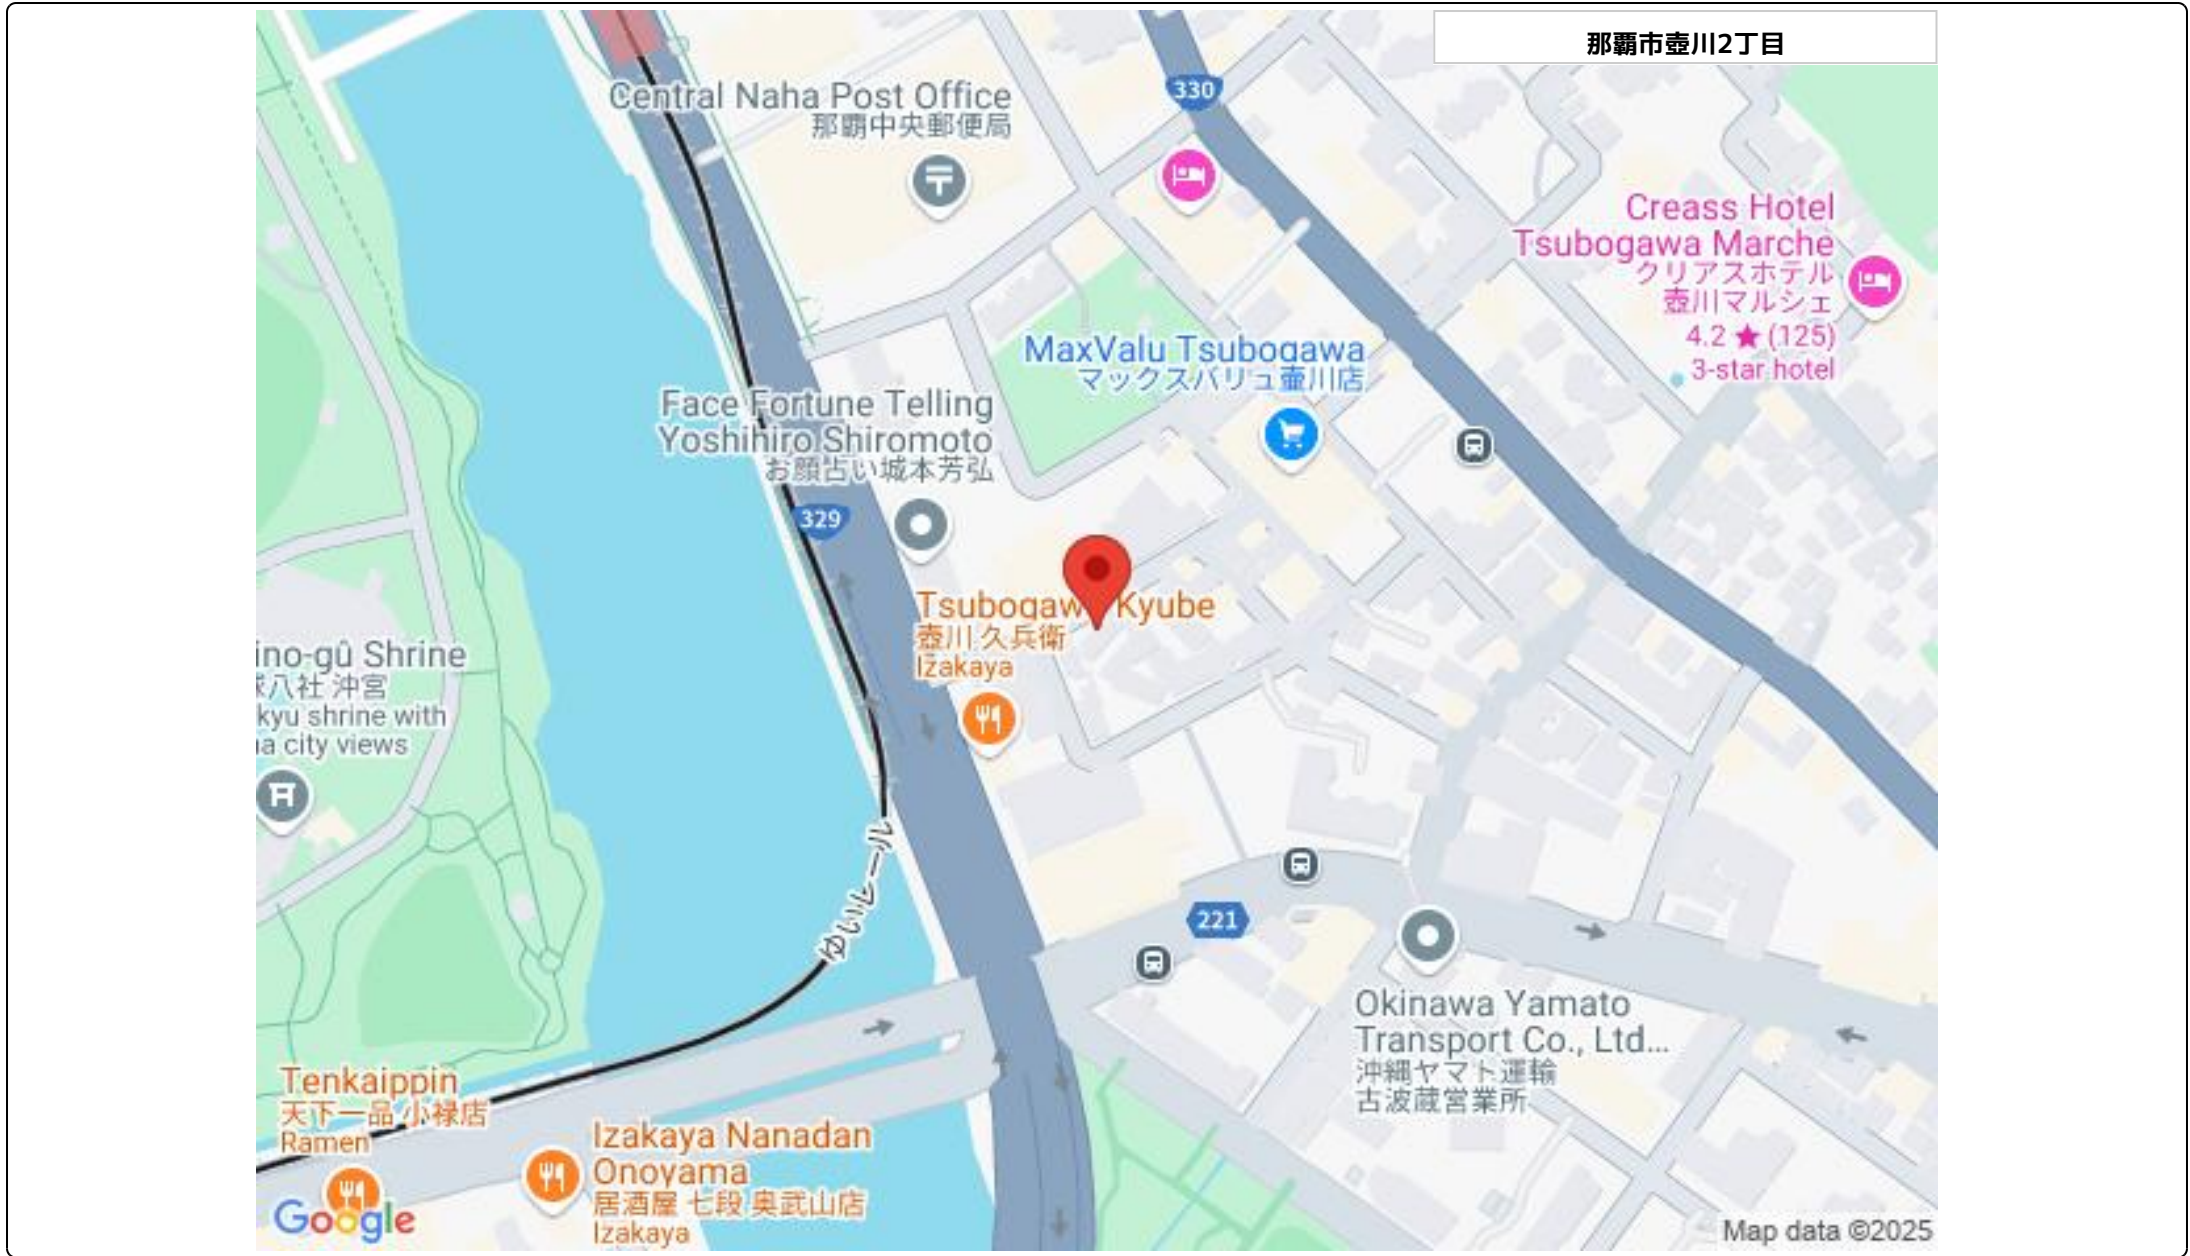 那覇市壺川2丁目
Central Naha Post Office
那覇中央郵便局
330
Creass Hotel
Tsubogawa Marche
クリアスホテル
壺川マルシェ
4.2 ★ (125)
3-star hotel
MaxValu Tsubogawa
マックスバリュ壷川店
Face Fortune Telling
Yoshihiro Shiromoto
お顔占い城本芳弘
329
Tsubogaw Kyube
壺川 久兵衛
Izakaya
ino-gû Shrine
八社 沖宮
kyu shrine with
a city views
ゆいレール
221
Okinawa Yamato
Transport Co., Ltd...
沖縄ヤマト運輸
古波蔵営業所
Tenkaippin
天下一品 小禄店
Ramen
Izakaya Nanadan
Onoyama
居酒屋 七段 奥武山店
Izakaya
Google
Map data ©2025